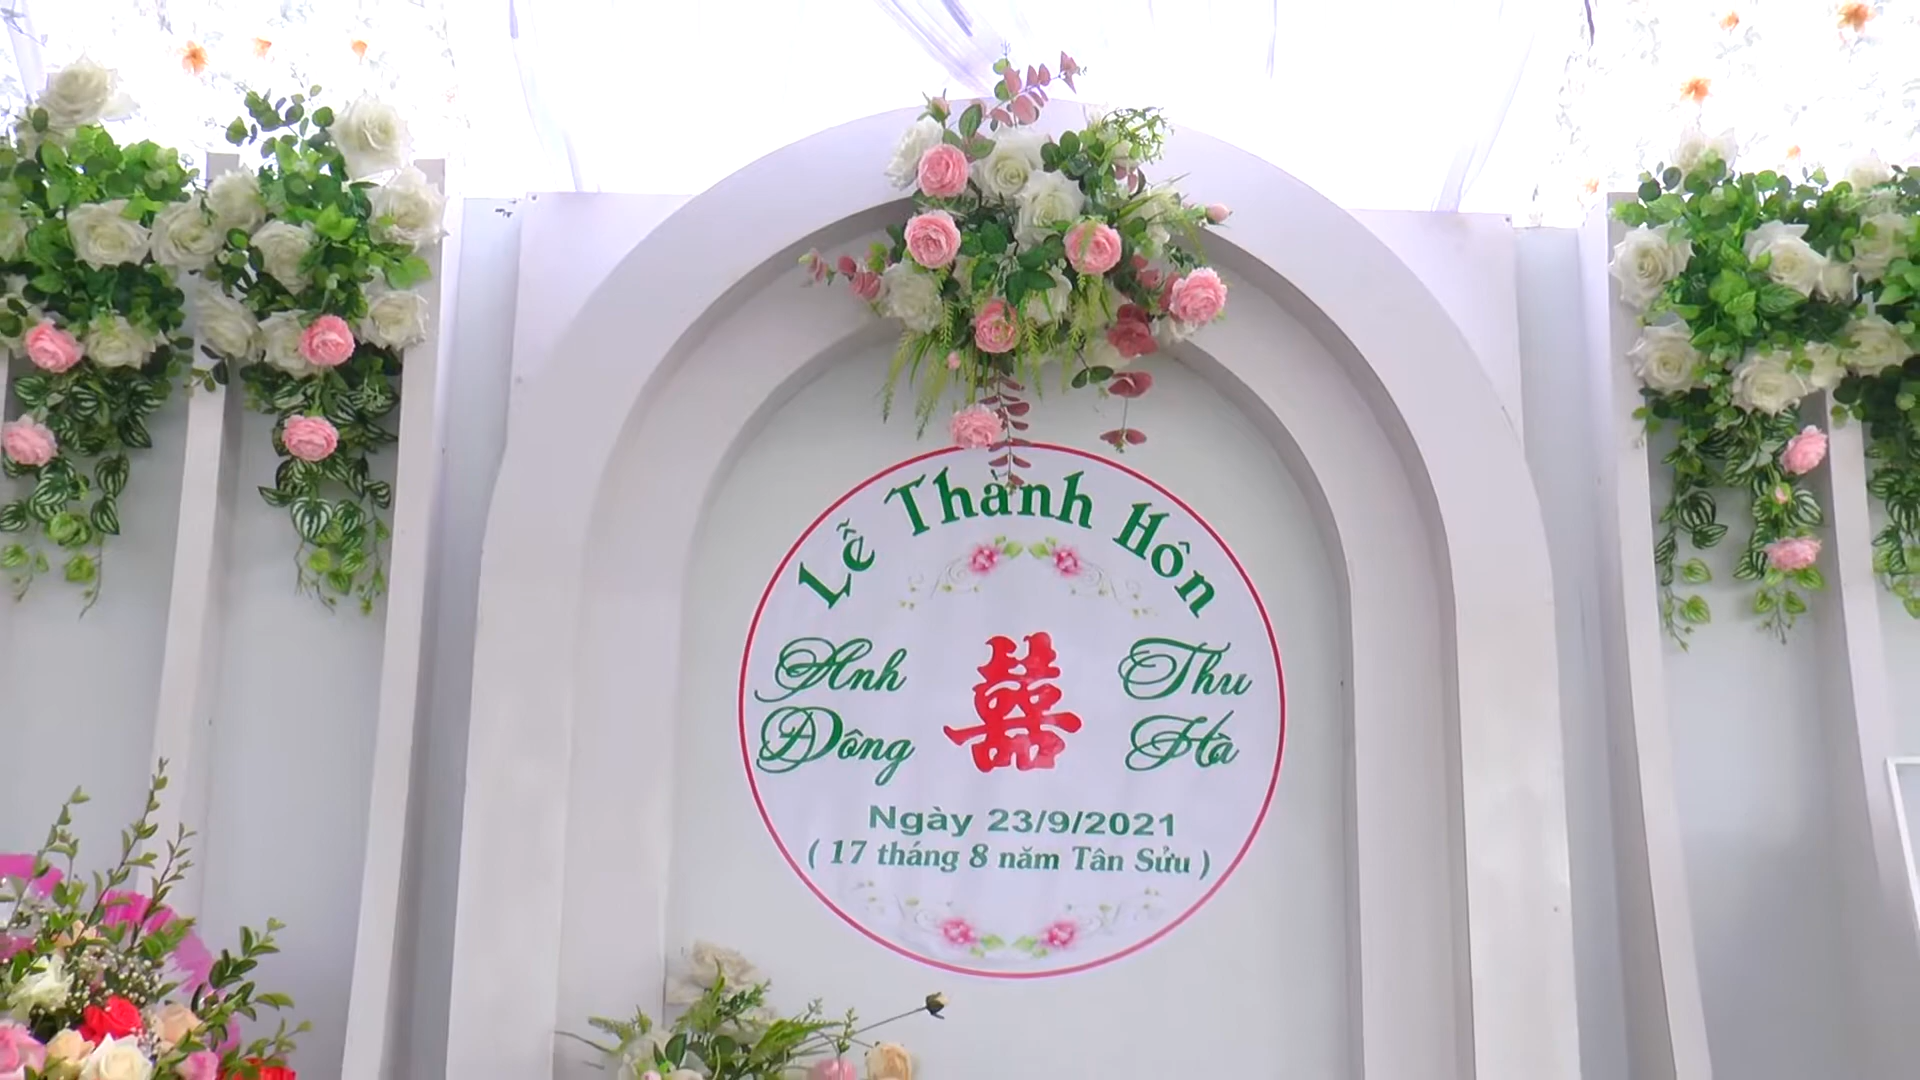 Lễ Thành Hôn
Anh Đông
囍
Thu Hà
Ngày 23/9/2021
( 17 tháng 8 năm Tân Sửu )